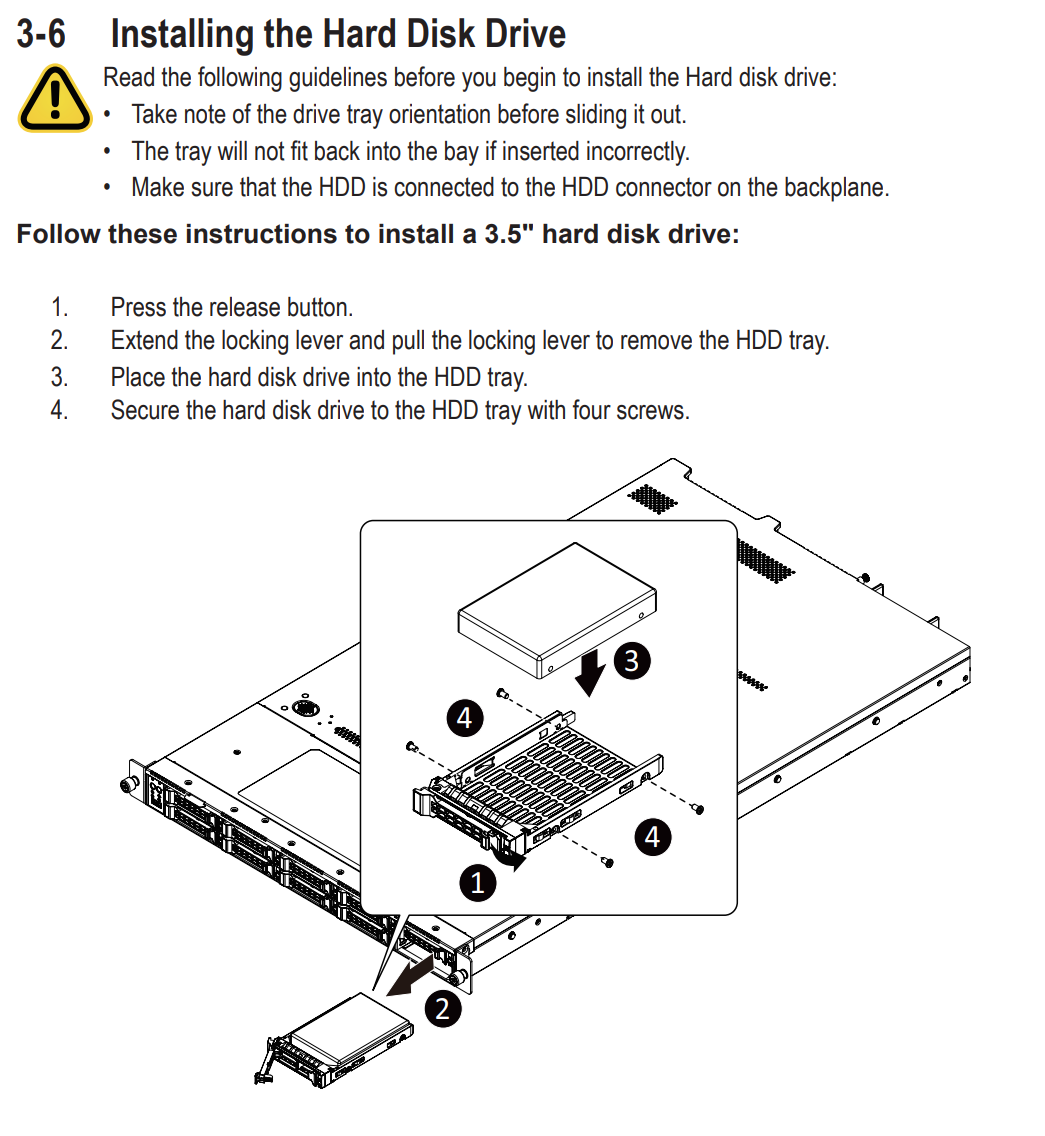 3-6 Installing the Hard Disk Drive
Read the following guidelines before you begin to install the Hard disk drive:
• Take note of the drive tray orientation before sliding it out.
• The tray will not fit back into the bay if inserted incorrectly.
• Make sure that the HDD is connected to the HDD connector on the backplane.
Follow these instructions to install a 3.5" hard disk drive:
1. Press the release button.
2. Extend the locking lever and pull the locking lever to remove the HDD tray.
3. Place the hard disk drive into the HDD tray.
4. Secure the hard disk drive to the HDD tray with four screws.
3
4
4
1
2